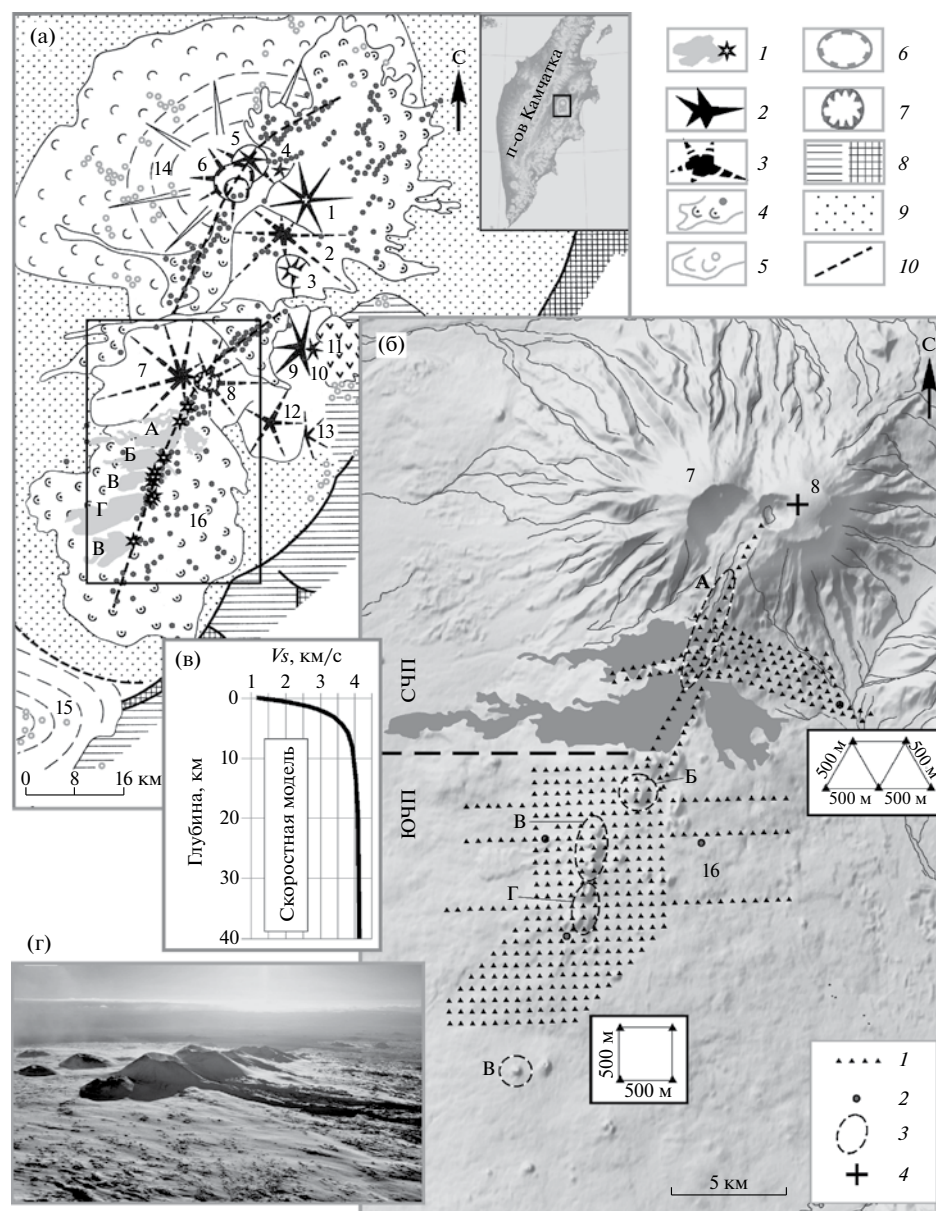 (а)
С
п-ов Камчатка
1
2
3
4
5
6
7
8
9
10
5
4
6
14
1
2
3
7
8
11
9
10
12
13
А
Б
В
Г
16
В
15
0 8 16 км
(б)
С
7
8
А
СЧП
ЮЧП
Б
В
16
Г
В
500 м
500 м
500 м
500 м
500 м
500 м
5 км
1
2
3
4
(в)
Vs, км/с
1 2 3 4
0
10
20
30
40
Глубина, км
Скоростная модель
(г)